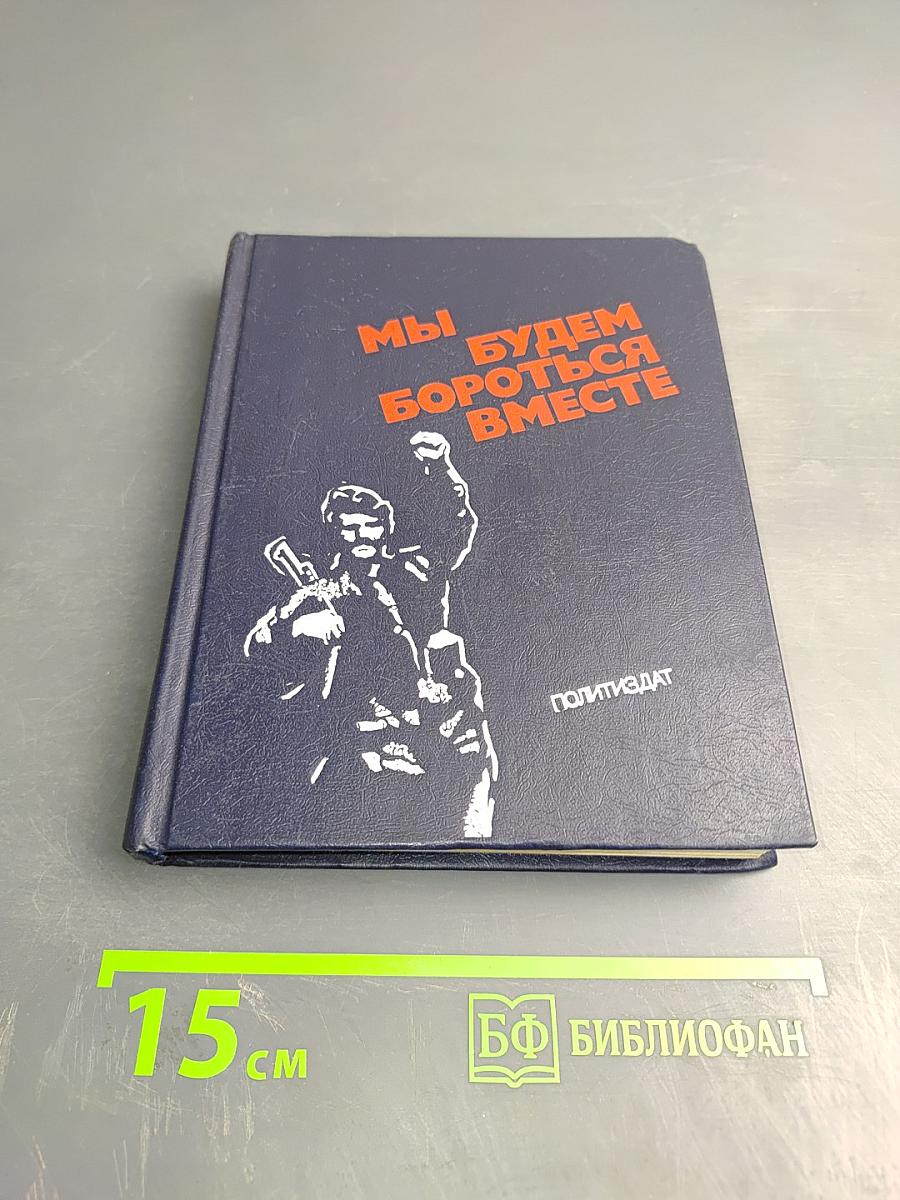 МЫ
БУДЕМ
БОРОТЬСЯ
ВМЕСТЕ
ПОЛИТИЗДАТ
15 см
БФ БИБЛИОФАН